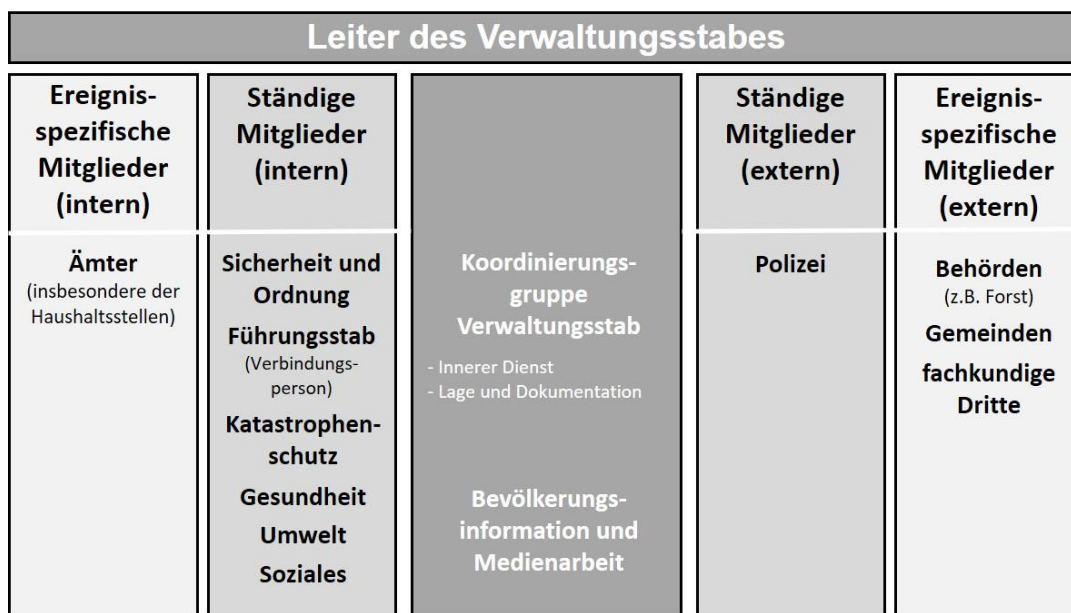 Leiter des Verwaltungsstabes
Ereignis-
spezifische
Mitglieder
(intern)
Ämter
(insbesondere der
Haushaltsstellen)
Ständige
Mitglieder
(intern)
Sicherheit und
Ordnung
Führungsstab
(Verbindungs-
person)
Katastrophen-
schutz
Gesundheit
Umwelt
Soziales
Koordinierungs-
gruppe
Verwaltungsstab
- Innerer Dienst
- Lage und Dokumentation
Bevölkerungs-
information und
Medienarbeit
Ständige
Mitglieder
(extern)
Polizei
Ereignis-
spezifische
Mitglieder
(extern)
Behörden
(z.B. Forst)
Gemeinden
fachkundige
Dritte